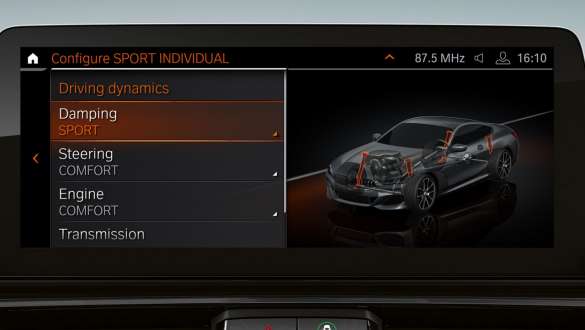 Configure SPORT INDIVIDUAL
87.5 MHz
16:10
Driving dynamics
Damping
SPORT
Steering
COMFORT
Engine
COMFORT
Transmission